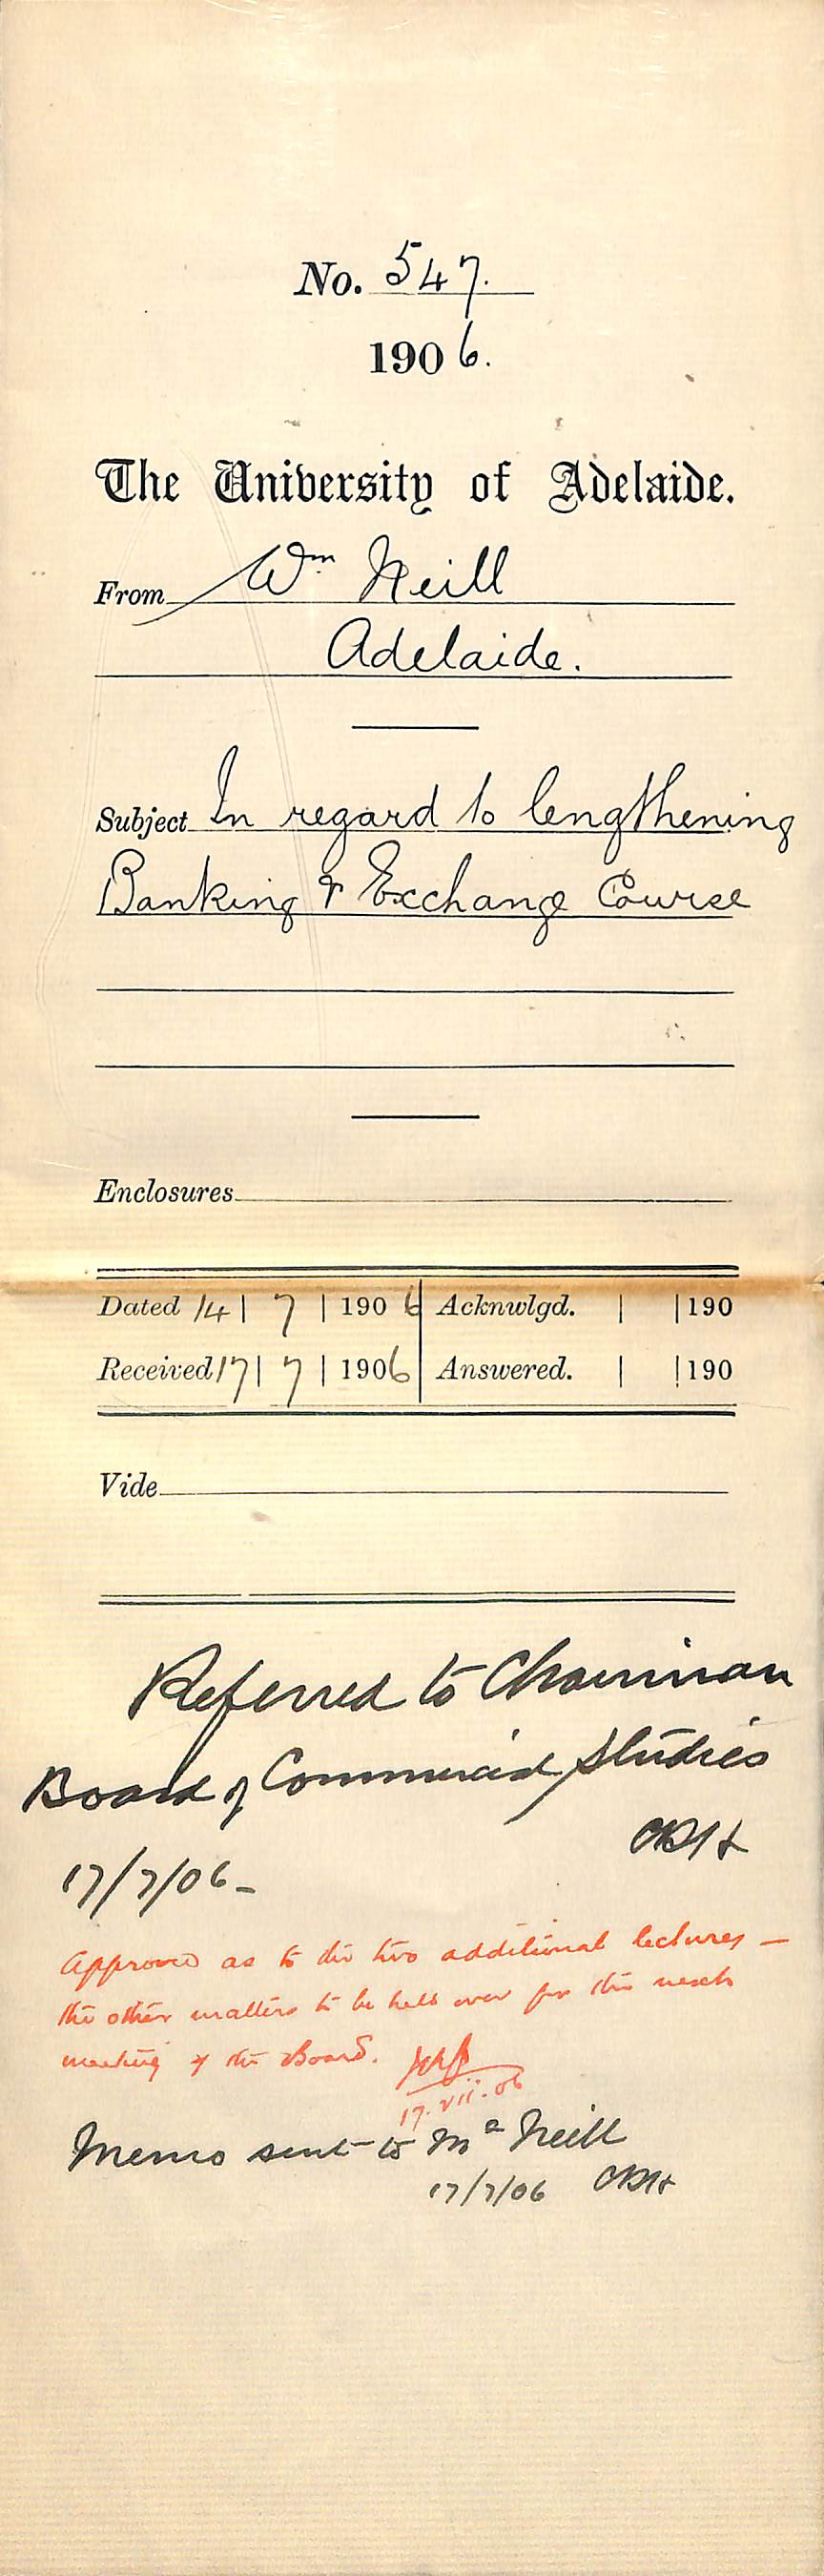 No. 547.
1906.
The University of Adelaide.
From Wm Neill
Adelaide.
Subject In regard to lengthening
Banking & Exchange Course
Enclosures
Dated 14 | 7 | 1906 Acknwlgd. | | 190
Received 17 | 7 | 1906 Answered. | | 190
Vide
Referred to Chairman
Board of Commercial Studies
17/7/06-
Approved as to the two additional lectures —
the other matters to be held over for the next
meeting of the Board.
17.VII.06
Memo sent to Mr Neill
17/7/06